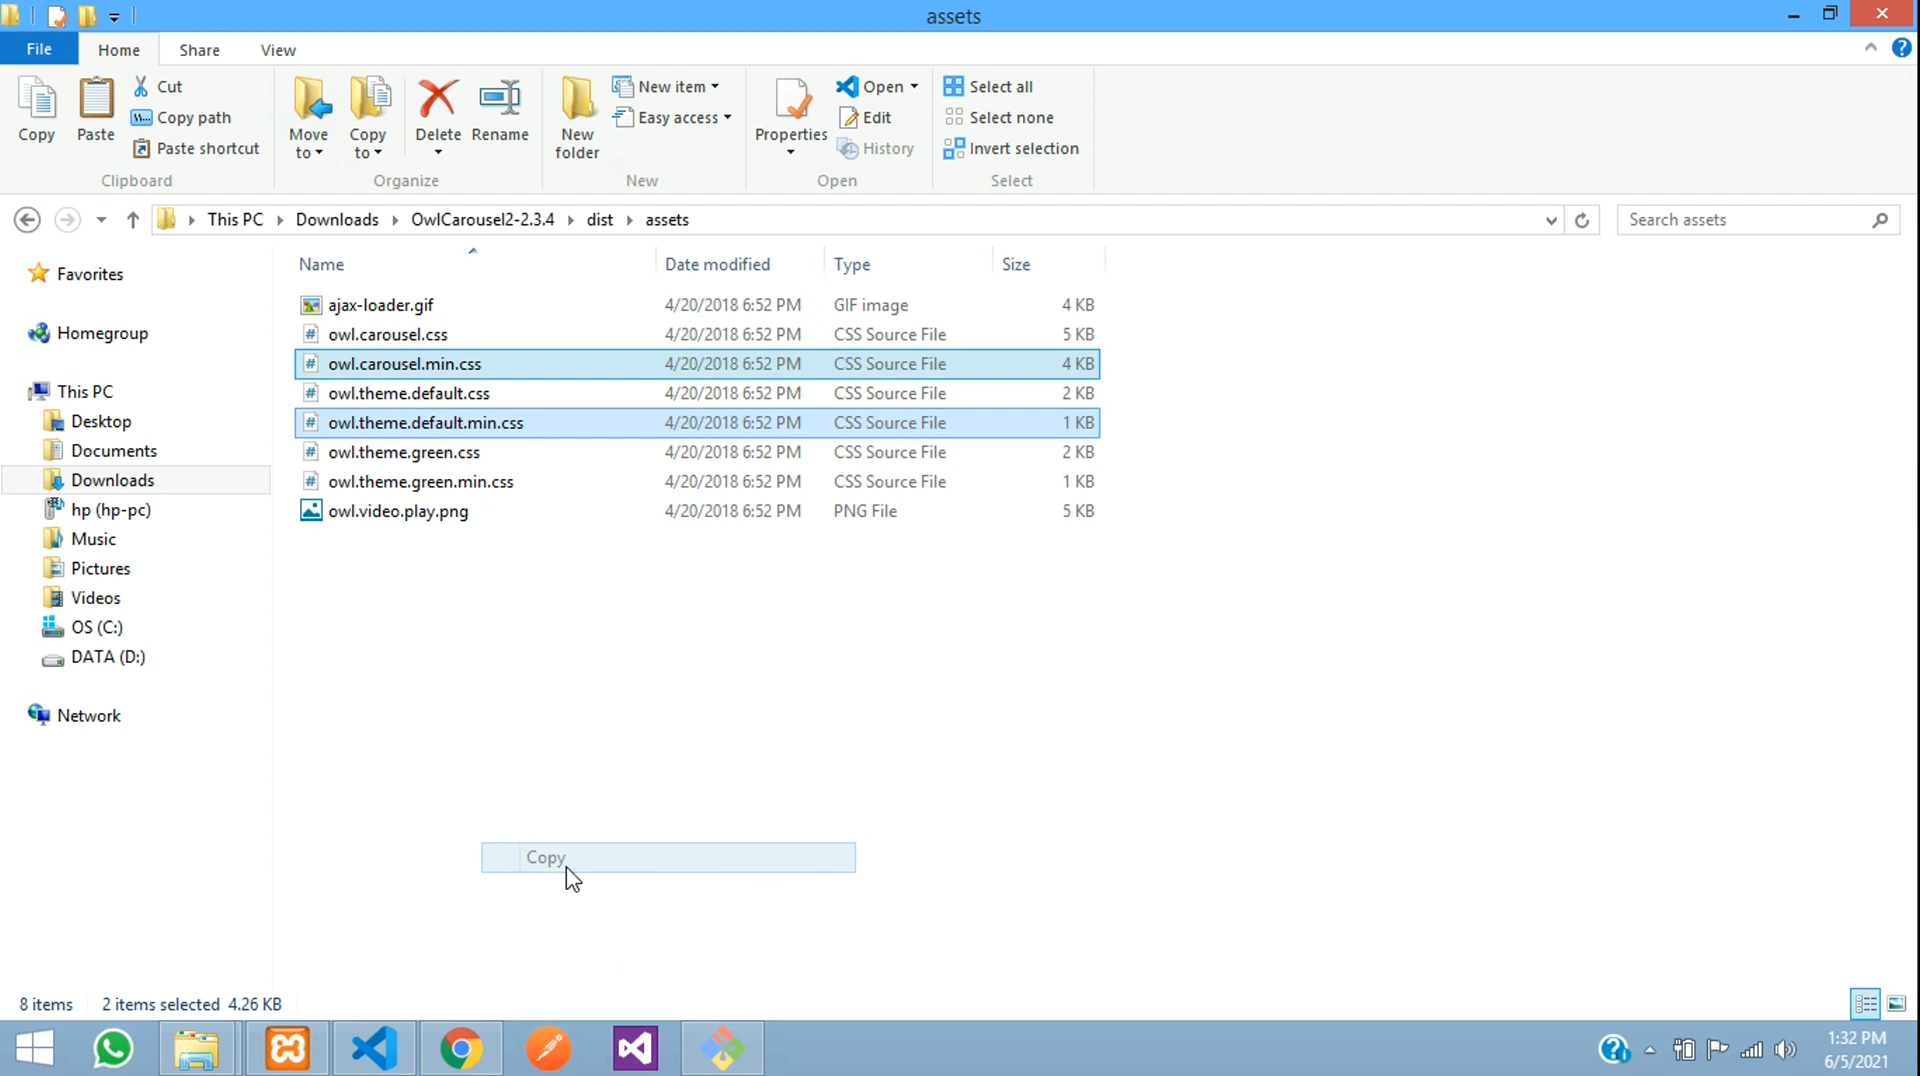 assets
File Home Share View
Copy
Paste
Cut
Copy path
Paste shortcut
Clipboard
Move to
Copy to
Delete
Rename
Organize
New folder
New item
Easy access
New
Properties
Open
Edit
History
Open
Select all
Select none
Invert selection
Select
This PC Downloads OwlCarousel2-2.3.4 dist assets
Search assets
Favorites
Homegroup
This PC
Desktop
Documents
Downloads
hp (hp-pc)
Music
Pictures
Videos
OS (C:)
DATA (D:)
Network
Name Date modified Type Size
ajax-loader.gif 4/20/2018 6:52 PM GIF image 4 KB
owl.carousel.css 4/20/2018 6:52 PM CSS Source File 5 KB
owl.carousel.min.css 4/20/2018 6:52 PM CSS Source File 4 KB
owl.theme.default.css 4/20/2018 6:52 PM CSS Source File 2 KB
owl.theme.default.min.css 4/20/2018 6:52 PM CSS Source File 1 KB
owl.theme.green.css 4/20/2018 6:52 PM CSS Source File 2 KB
owl.theme.green.min.css 4/20/2018 6:52 PM CSS Source File 1 KB
owl.video.play.png 4/20/2018 6:52 PM PNG File 5 KB
Copy
8 items 2 items selected 4.26 KB
1:32 PM
6/5/2021